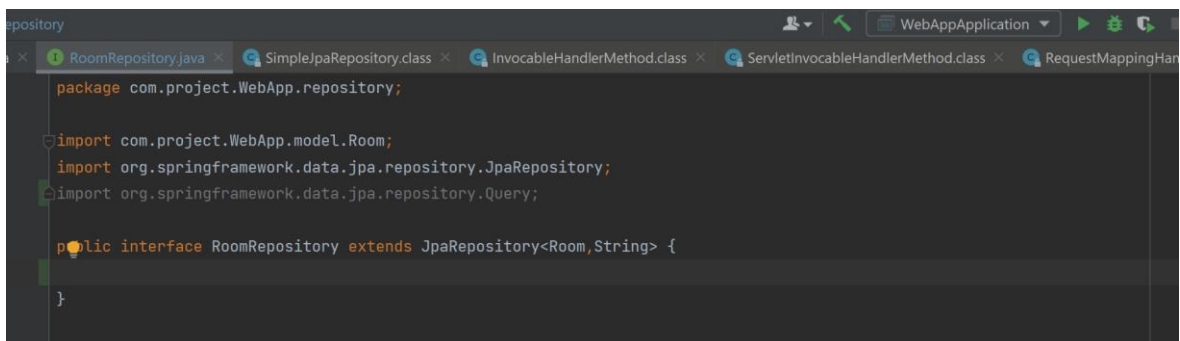 epository
WebAppApplication
a RoomRepository.java SimpleJpaRepository.class InvocableHandlerMethod.class ServletInvocableHandlerMethod.class RequestMappingHan
package com.project.WebApp.repository;
import com.project.WebApp.model.Room;
import org.springframework.data.jpa.repository.JpaRepository;
import org.springframework.data.jpa.repository.Query;
public interface RoomRepository extends JpaRepository<Room,String> {
}